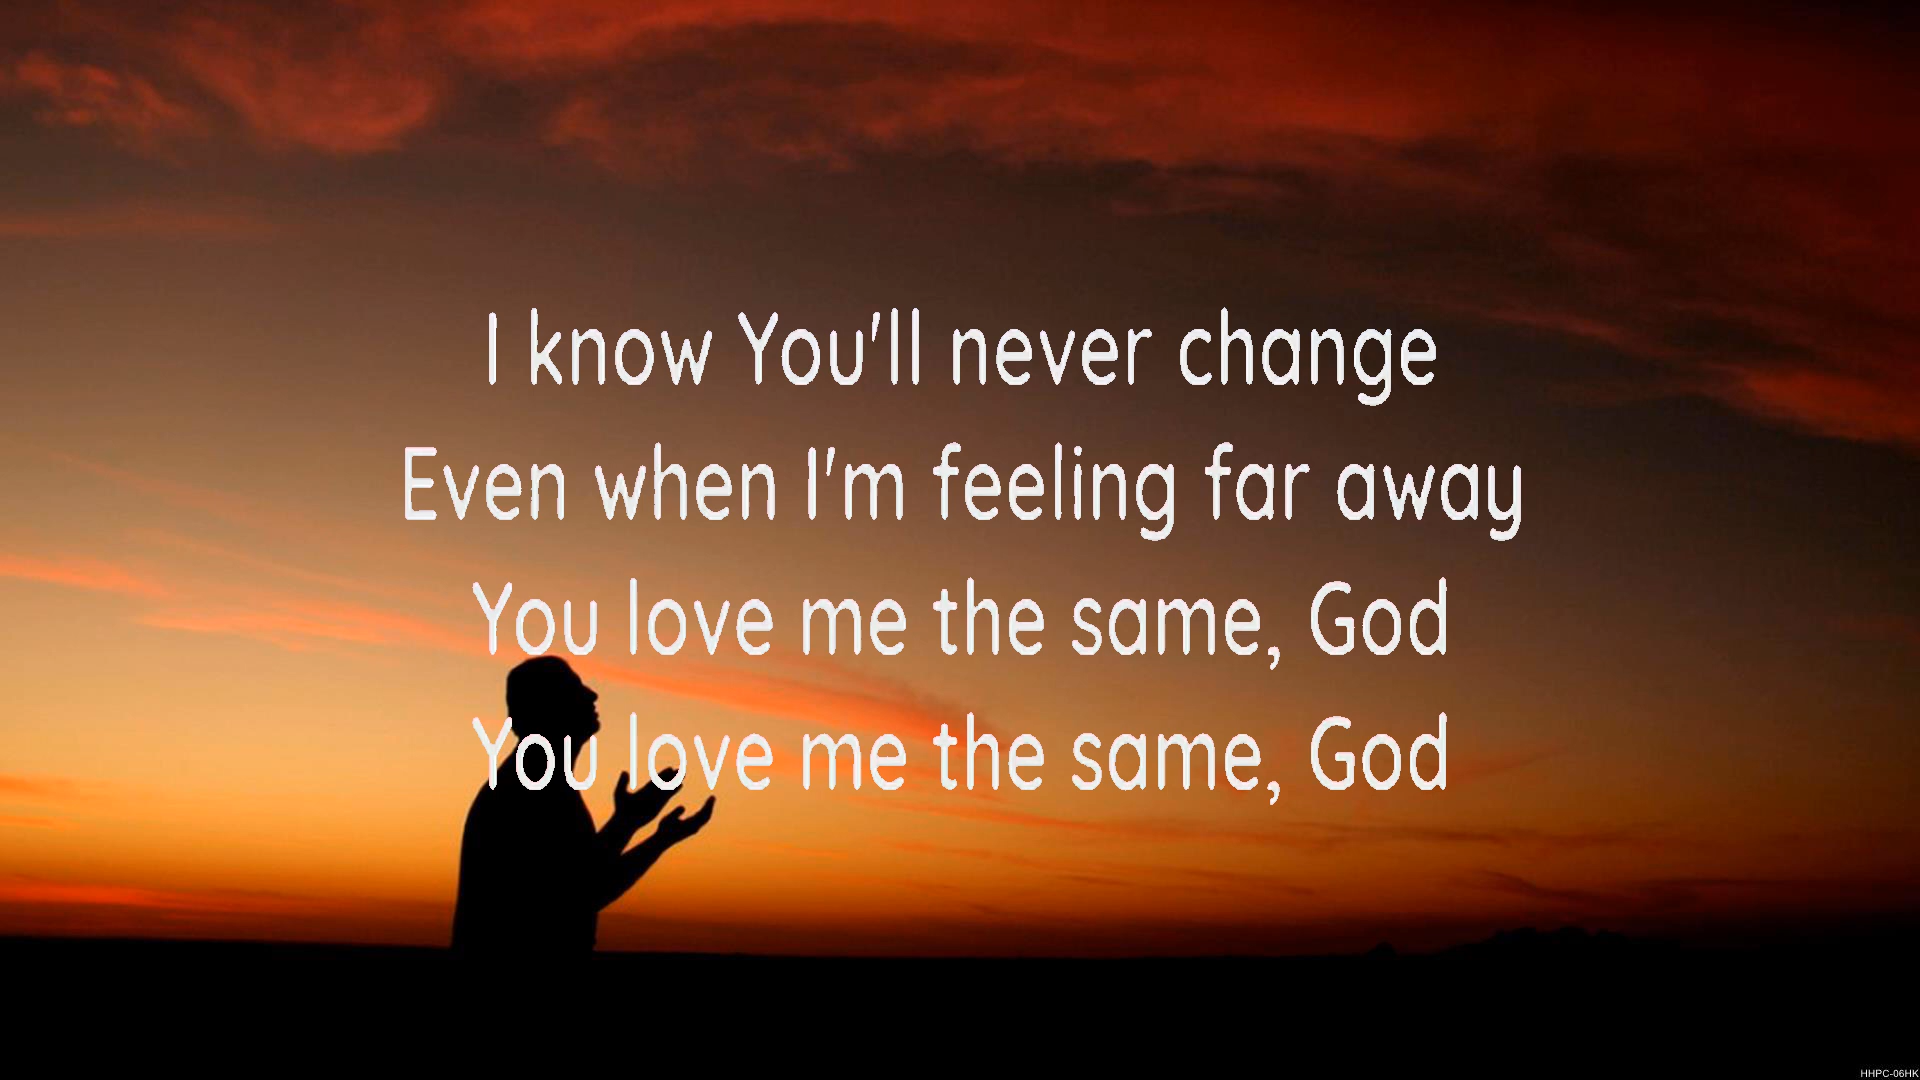 I know You'll never change
Even when I'm feeling far away
You love me the same, God
You love me the same, God
HHPC-06HK